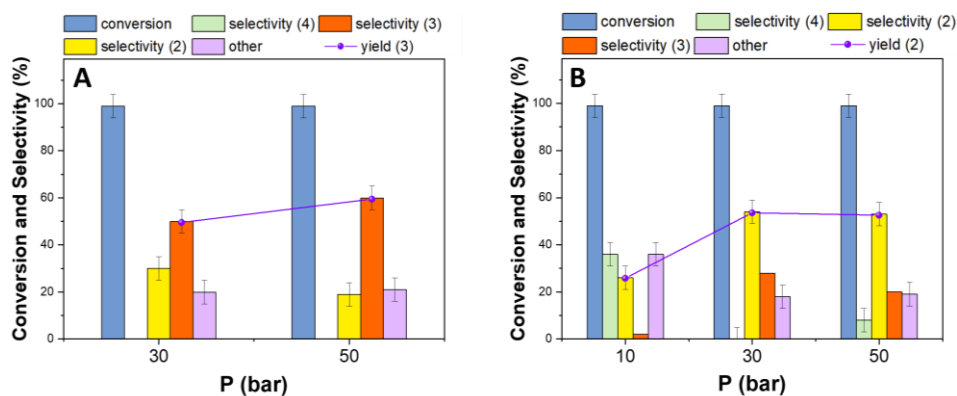 conversion selectivity (4) selectivity (3)
selectivity (2) other yield (3)
A
Conversion and Selectivity (%)
100
80
60
40
20
0
30 50
P (bar)
conversion selectivity (4) selectivity (2)
selectivity (3) other yield (2)
B
Conversion and Selectivity (%)
100
80
60
40
20
0
10 30 50
P (bar)